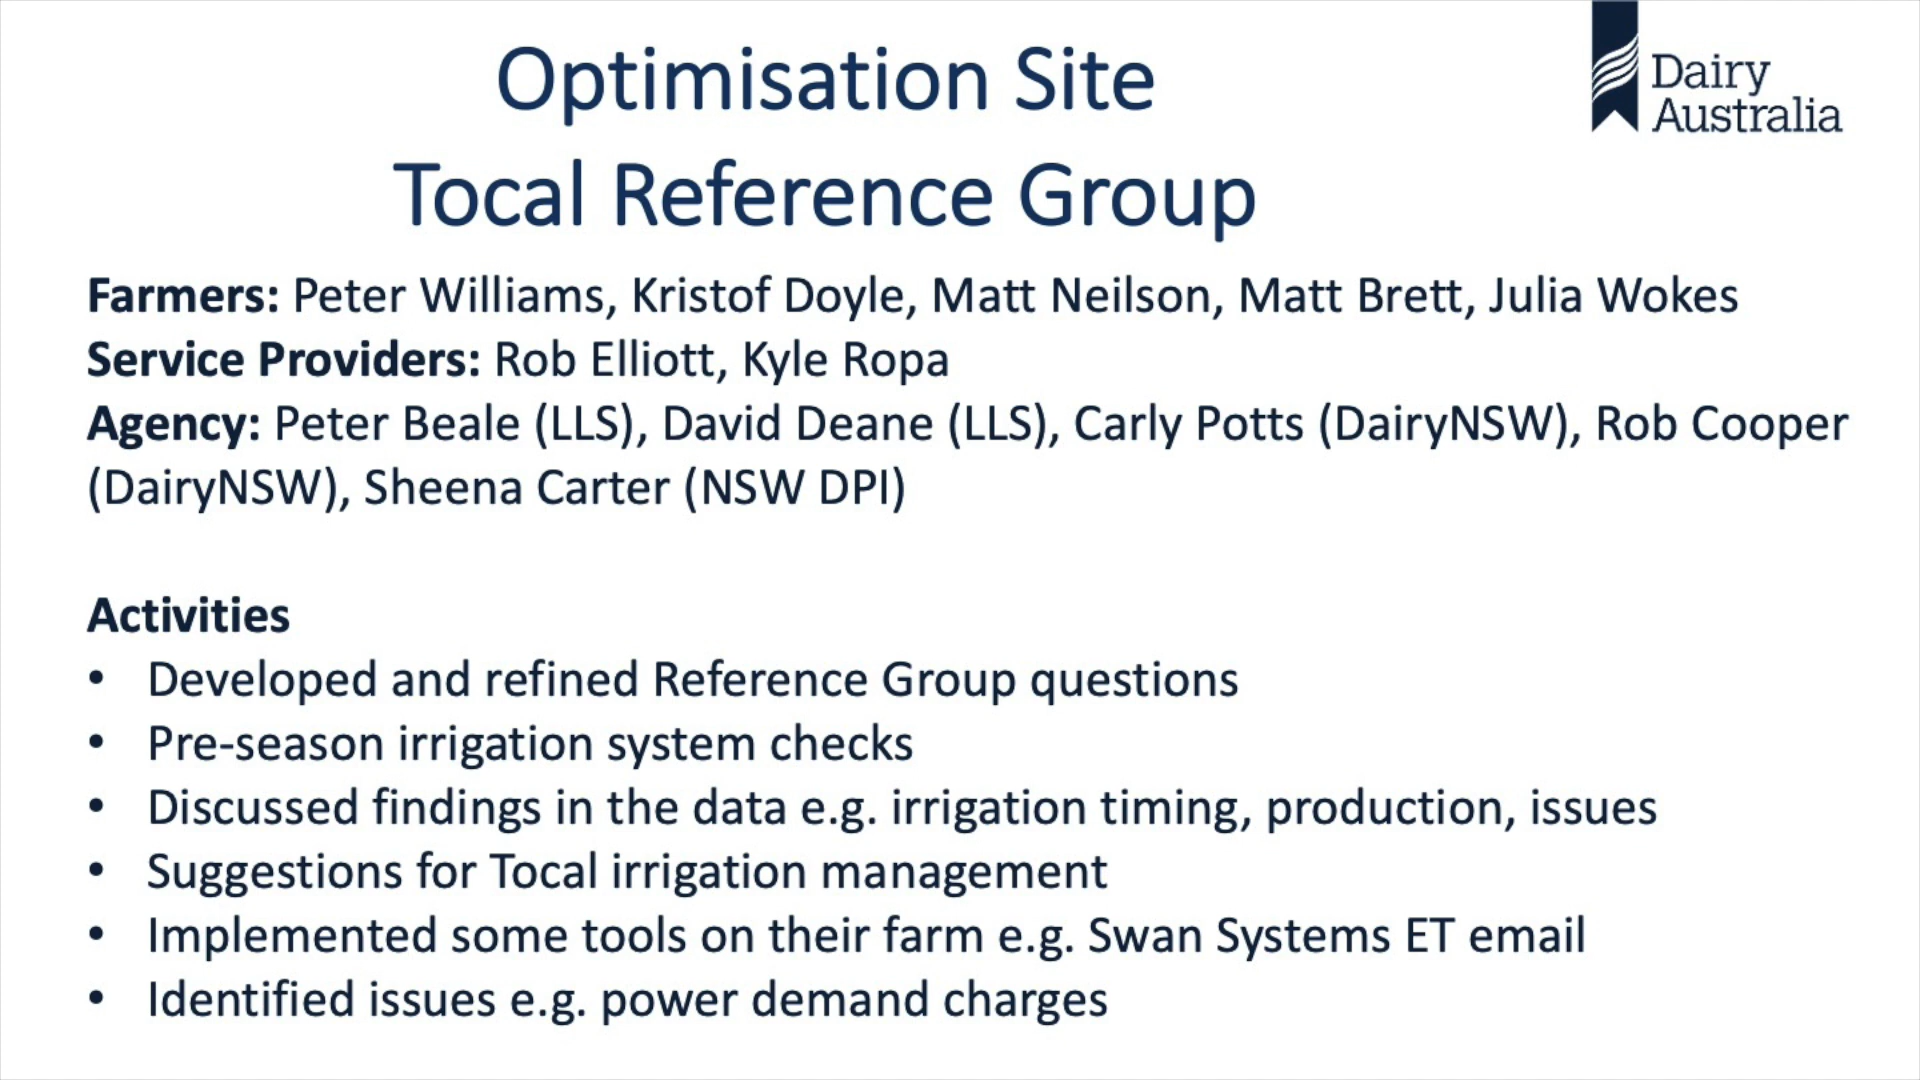 Optimisation Site
Tocal Reference Group
Dairy
Australia
Farmers: Peter Williams, Kristof Doyle, Matt Neilson, Matt Brett, Julia Wokes
Service Providers: Rob Elliott, Kyle Ropa
Agency: Peter Beale (LLS), David Deane (LLS), Carly Potts (DairyNSW), Rob Cooper
(DairyNSW), Sheena Carter (NSW DPI)
Activities
• Developed and refined Reference Group questions
• Pre-season irrigation system checks
• Discussed findings in the data e.g. irrigation timing, production, issues
• Suggestions for Tocal irrigation management
• Implemented some tools on their farm e.g. Swan Systems ET email
• Identified issues e.g. power demand charges